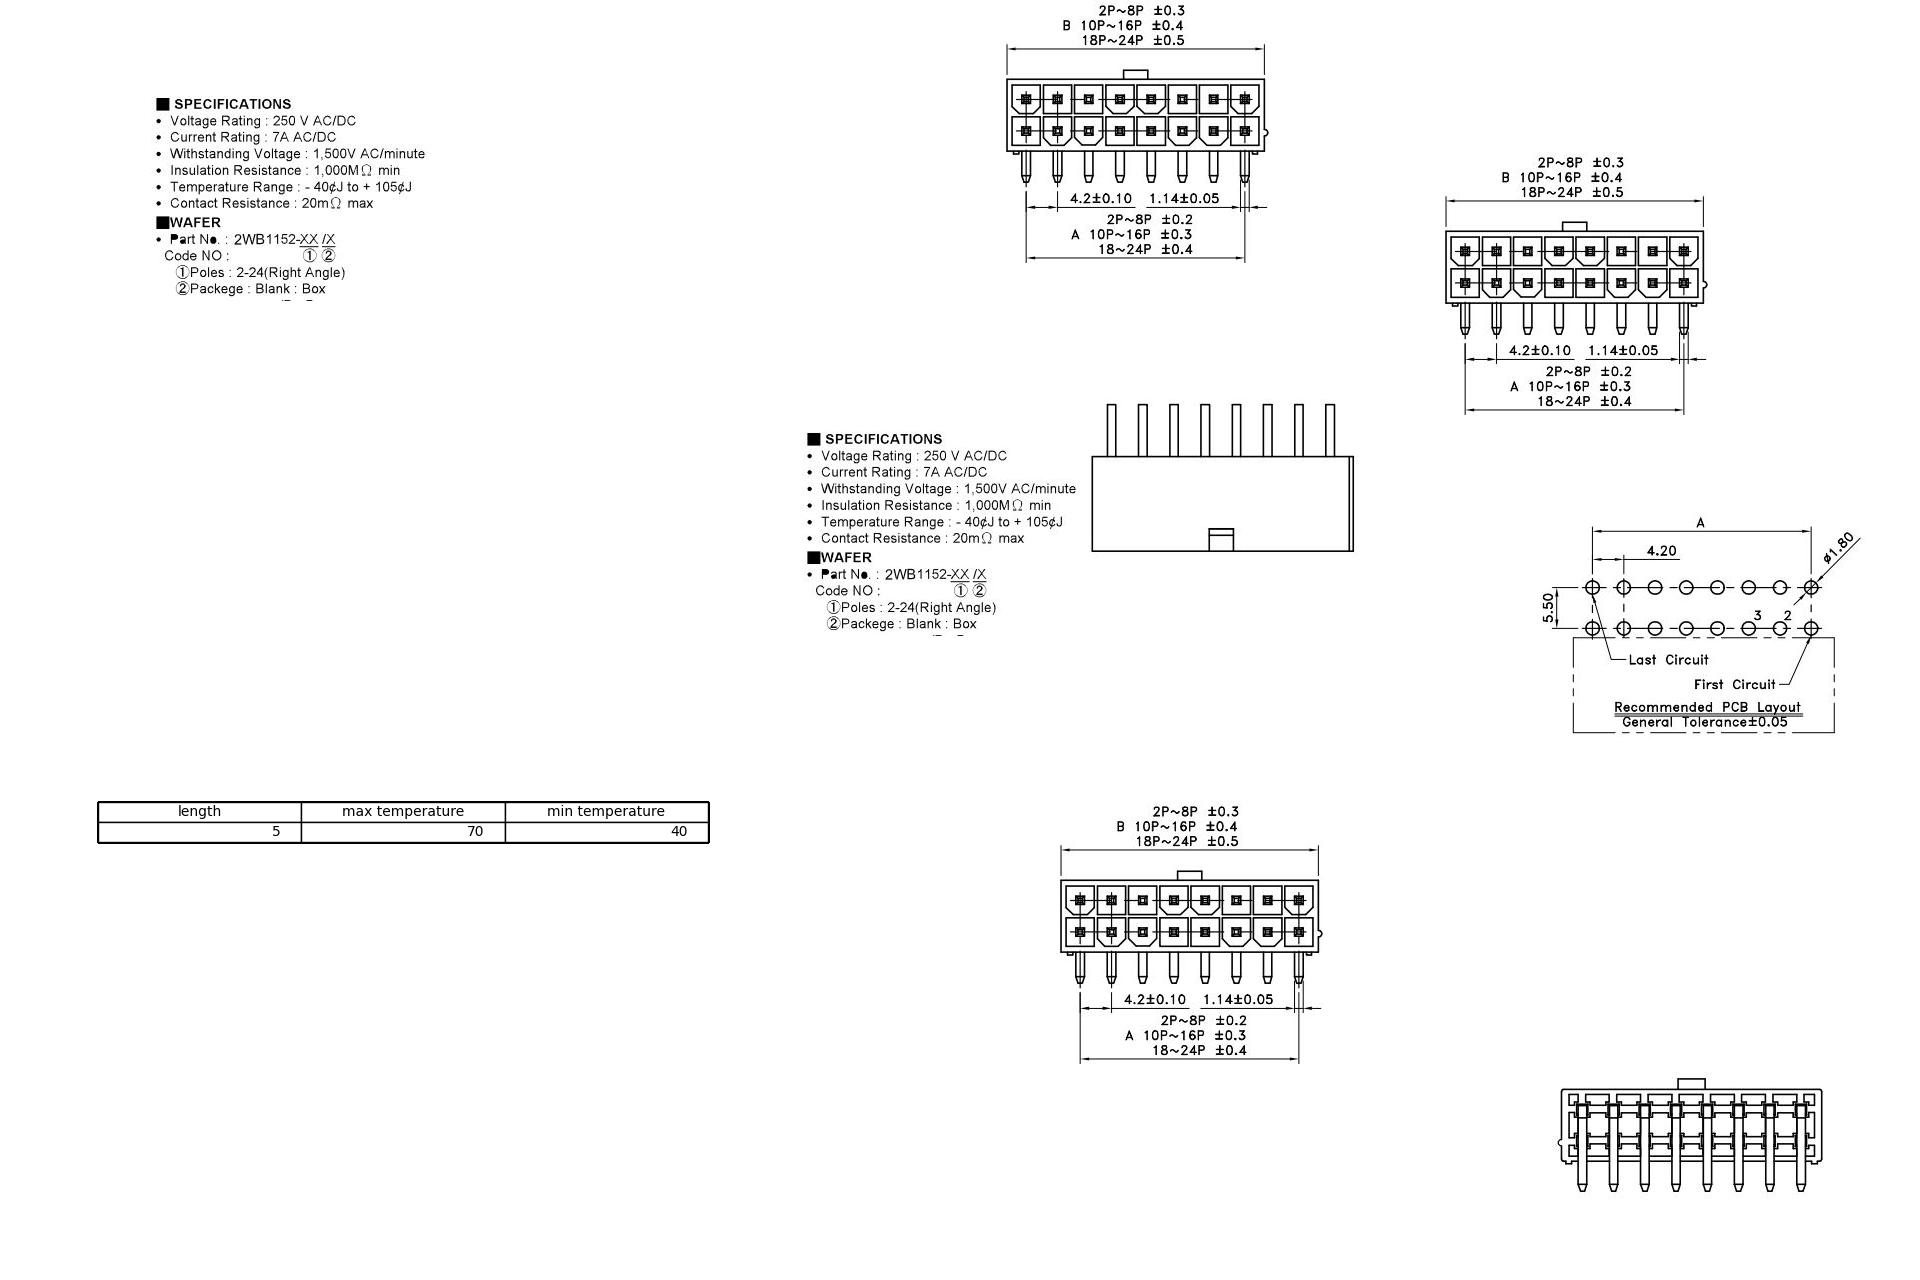 2P~8P ±0.3
B 10P~16P ±0.4
18P~24P ±0.5
4.2±0.10 1.14±0.05
2P~8P ±0.2
A 10P~16P ±0.3
18~24P ±0.4
■ SPECIFICATIONS
• Voltage Rating : 250 V AC/DC
• Current Rating : 7A AC/DC
• Withstanding Voltage : 1,500V AC/minute
• Insulation Resistance : 1,000MΩ min
• Temperature Range : - 40¢J to + 105¢J
• Contact Resistance : 20mΩ max
■WAFER
• Part No. : 2WB1152-XX /X
Code NO : ① ②
①Poles : 2-24(Right Angle)
②Packege : Blank : Box
2P~8P ±0.3
B 10P~16P ±0.4
18P~24P ±0.5
4.2±0.10 1.14±0.05
2P~8P ±0.2
A 10P~16P ±0.3
18~24P ±0.4
■ SPECIFICATIONS
• Voltage Rating : 250 V AC/DC
• Current Rating : 7A AC/DC
• Withstanding Voltage : 1,500V AC/minute
• Insulation Resistance : 1,000MΩ min
• Temperature Range : - 40¢J to + 105¢J
• Contact Resistance : 20mΩ max
■WAFER
• Part No. : 2WB1152-XX /X
Code NO : ① ②
①Poles : 2-24(Right Angle)
②Packege : Blank : Box
A
4.20
ø1.80
5.50
3 2
Last Circuit
First Circuit
Recommended PCB Layout
General Tolerance±0.05
length max temperature min temperature
5 70 40
2P~8P ±0.3
B 10P~16P ±0.4
18P~24P ±0.5
4.2±0.10 1.14±0.05
2P~8P ±0.2
A 10P~16P ±0.3
18~24P ±0.4